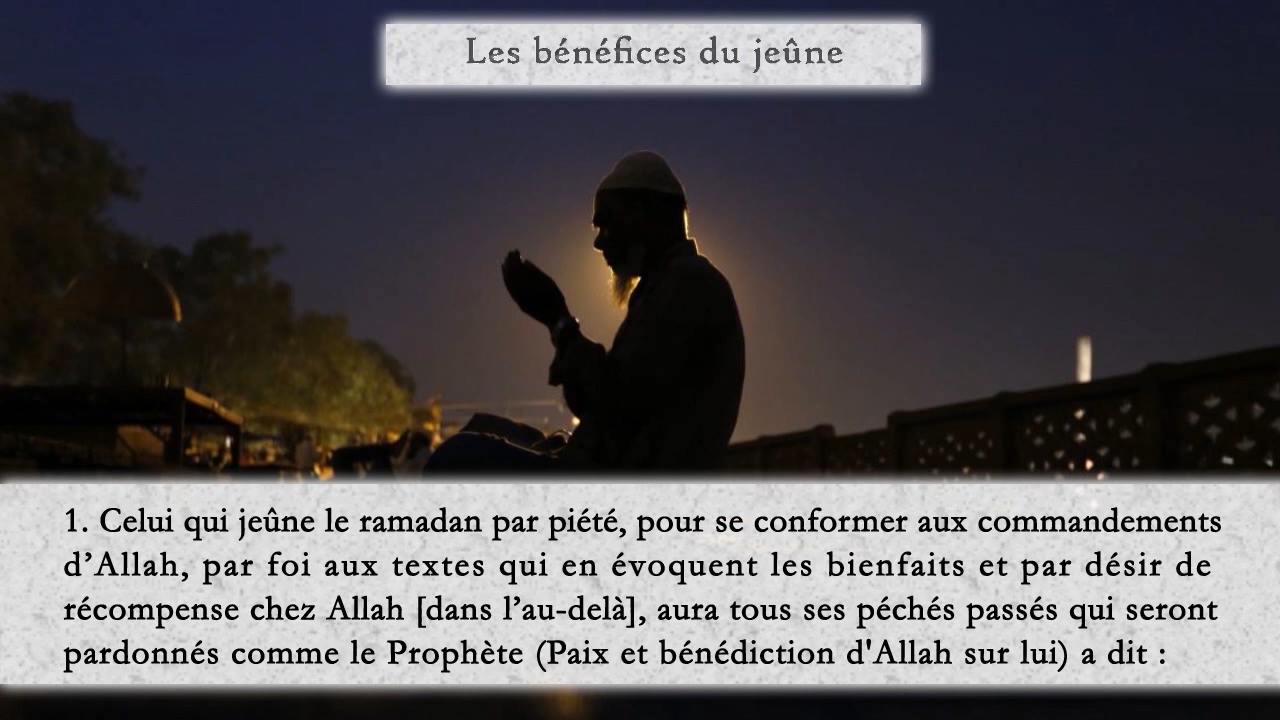 Les bénéfices du jeûne
1. Celui qui jeûne le ramadan par piété, pour se conformer aux commandements
d’Allah, par foi aux textes qui en évoquent les bienfaits et par désir de
récompense chez Allah [dans l’au-delà], aura tous ses péchés passés qui seront
pardonnés comme le Prophète (Paix et bénédiction d'Allah sur lui) a dit :